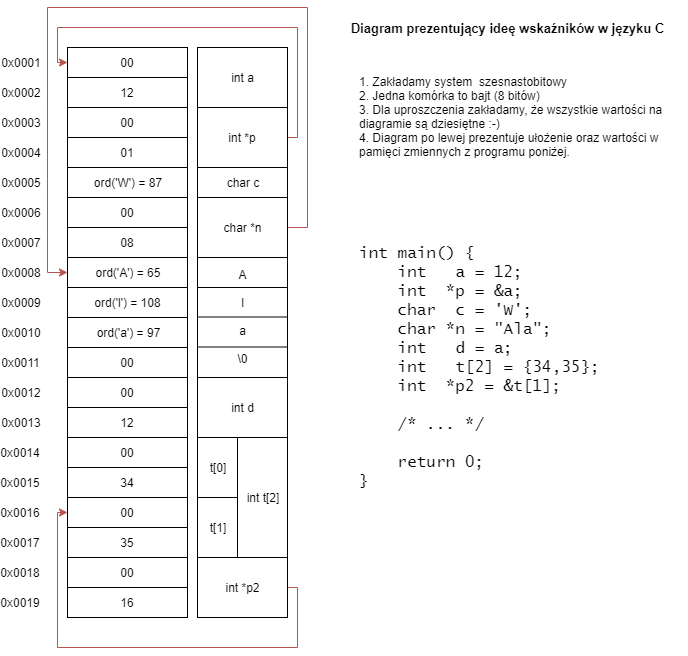 Diagram prezentujący ideę wskaźników w języku C
1. Zakładamy system szesnastobitowy
2. Jedna komórka to bajt (8 bitów)
3. Dla uproszczenia zakładamy, że wszystkie wartości na
diagramie są dziesiętne :-)
4. Diagram po lewej prezentuje ułożenie oraz wartości w
pamięci zmiennych z programu poniżej.
0x0001 00 int a
0x0002 12
0x0003 00 int *p
0x0004 01
0x0005 ord('W') = 87 char c
0x0006 00 char *n
0x0007 08
0x0008 ord('A') = 65 A
0x0009 ord('l') = 108 l
0x0010 ord('a') = 97 a
0x0011 00 \0
0x0012 00 int d
0x0013 12
0x0014 00 t[0] int t[2]
0x0015 34
0x0016 00 t[1]
0x0017 35
0x0018 00 int *p2
0x0019 16
int main() {
int a = 12;
int *p = &a;
char c = 'W';
char *n = "Ala";
int d = a;
int t[2] = {34,35};
int *p2 = &t[1];
/* ... */
return 0;
}